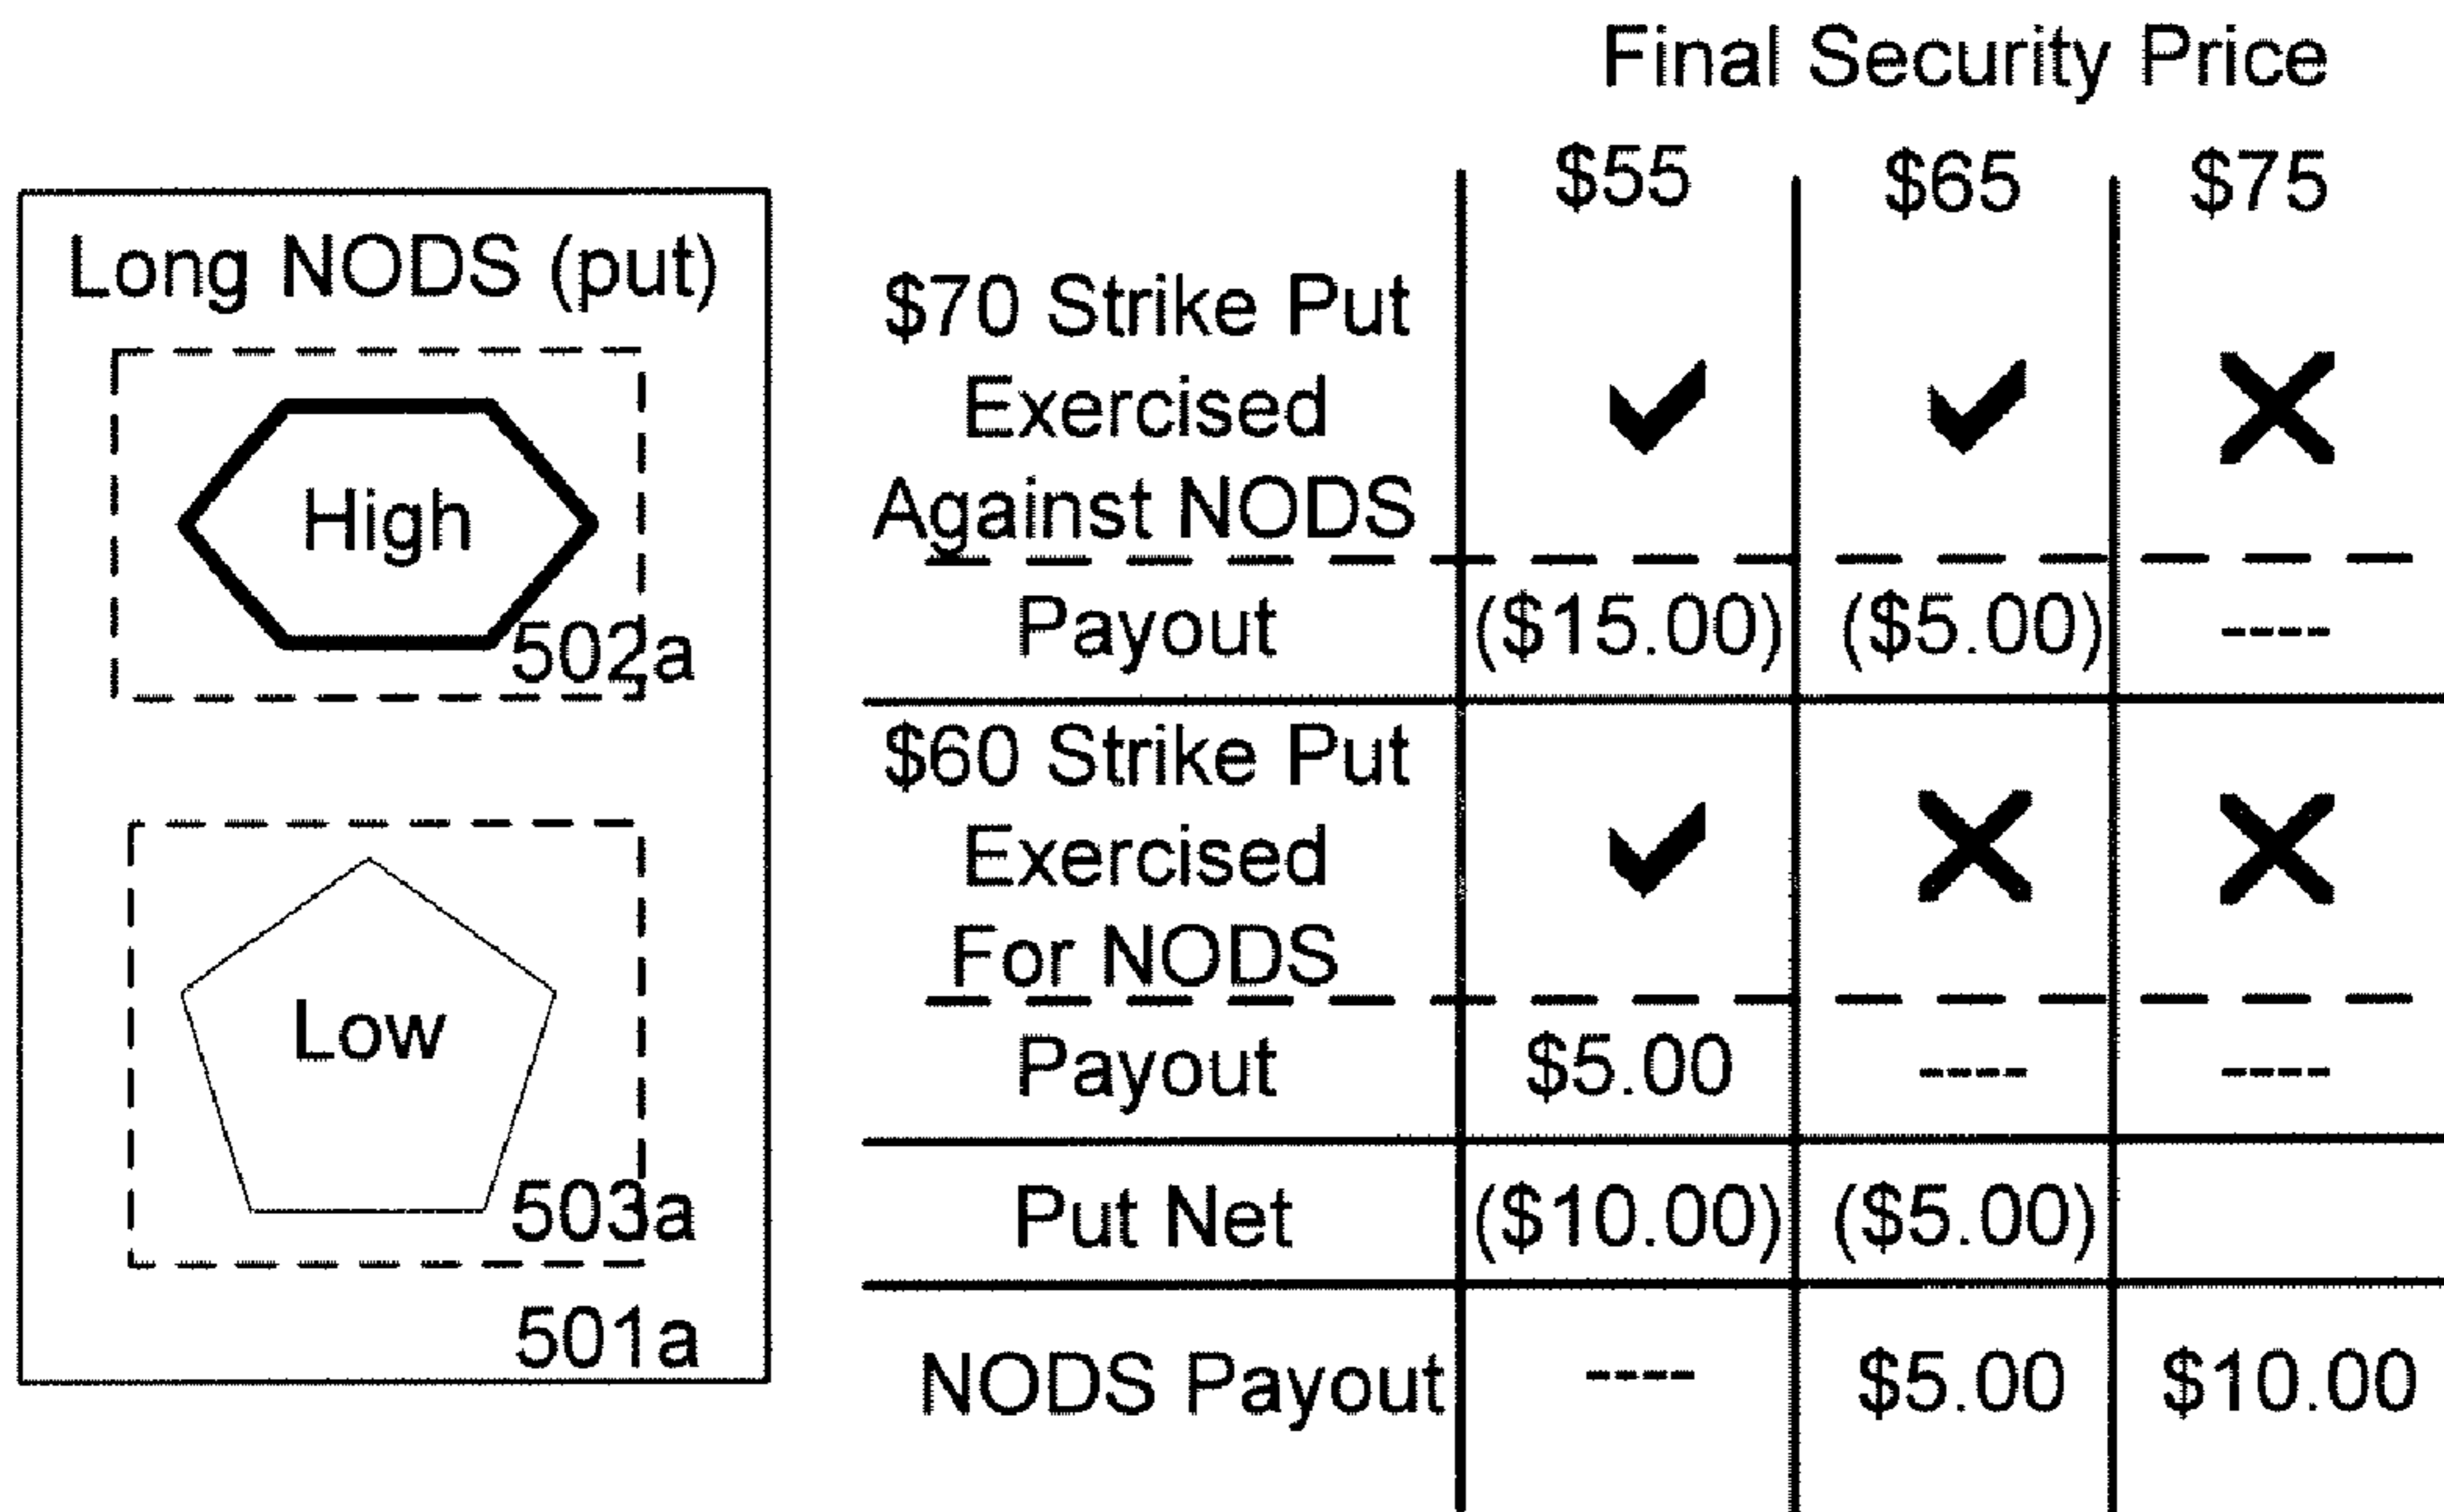 Final Security Price
$55 $65 $75
Long NODS (put)
High
502a
Low
503a
501a
$70 Strike Put
Exercised
Against NODS
Payout ($15.00) ($5.00) ----
$60 Strike Put
Exercised
For NODS
Payout $5.00 ---- ----
Put Net ($10.00) ($5.00)
NODS Payout ---- $5.00 $10.00